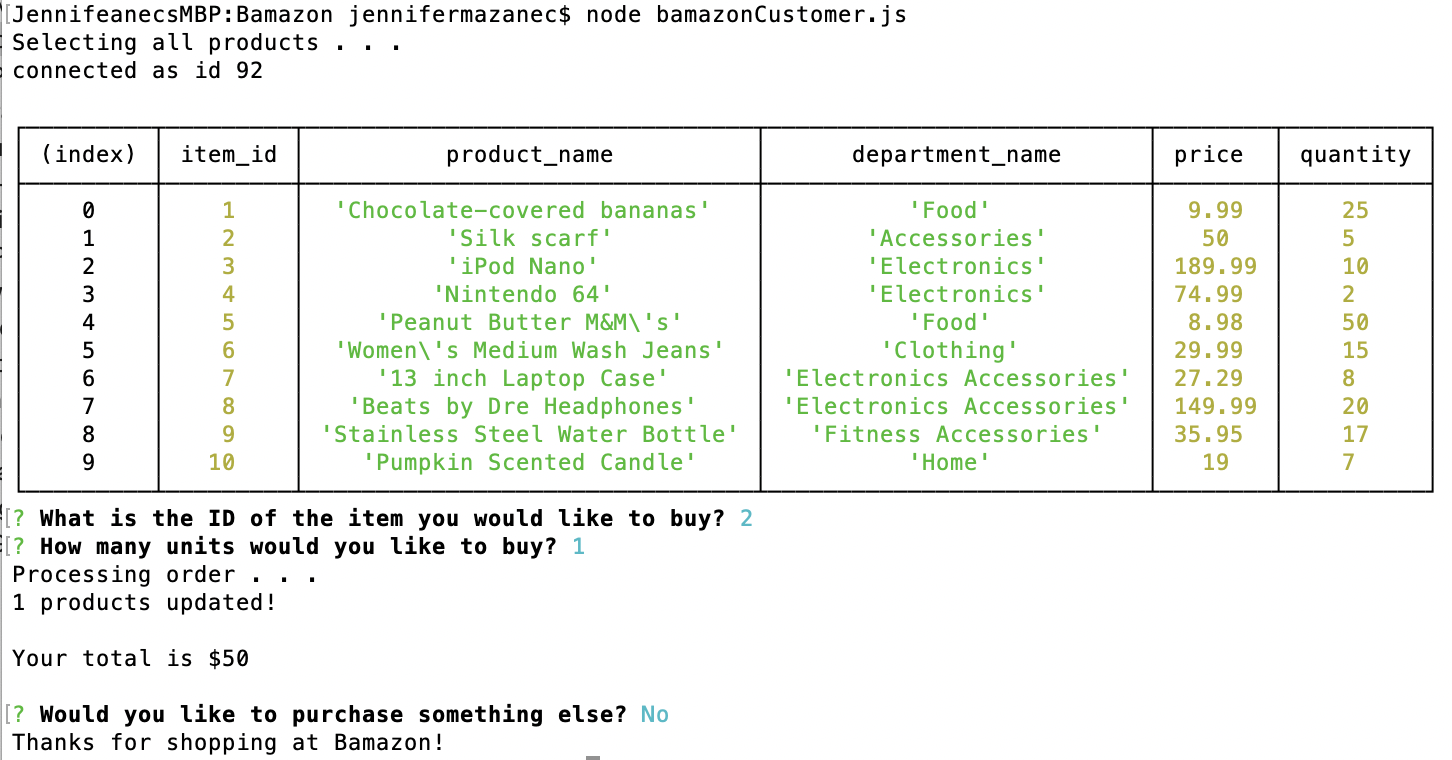 JennifeanecsMBP:Bamazon jennifermazanec$ node bamazonCustomer.js
Selecting all products . . .
connected as id 92
(index) item_id product_name department_name price quantity
0 1 'Chocolate-covered bananas' 'Food' 9.99 25
1 2 'Silk scarf' 'Accessories' 50 5
2 3 'iPod Nano' 'Electronics' 189.99 10
3 4 'Nintendo 64' 'Electronics' 74.99 2
4 5 'Peanut Butter M&M\'s' 'Food' 8.98 50
5 6 'Women\'s Medium Wash Jeans' 'Clothing' 29.99 15
6 7 '13 inch Laptop Case' 'Electronics Accessories' 27.29 8
7 8 'Beats by Dre Headphones' 'Electronics Accessories' 149.99 20
8 9 'Stainless Steel Water Bottle' 'Fitness Accessories' 35.95 17
9 10 'Pumpkin Scented Candle' 'Home' 19 7
? What is the ID of the item you would like to buy? 2
? How many units would you like to buy? 1
Processing order . . .
1 products updated!
Your total is $50
? Would you like to purchase something else? No
Thanks for shopping at Bamazon!